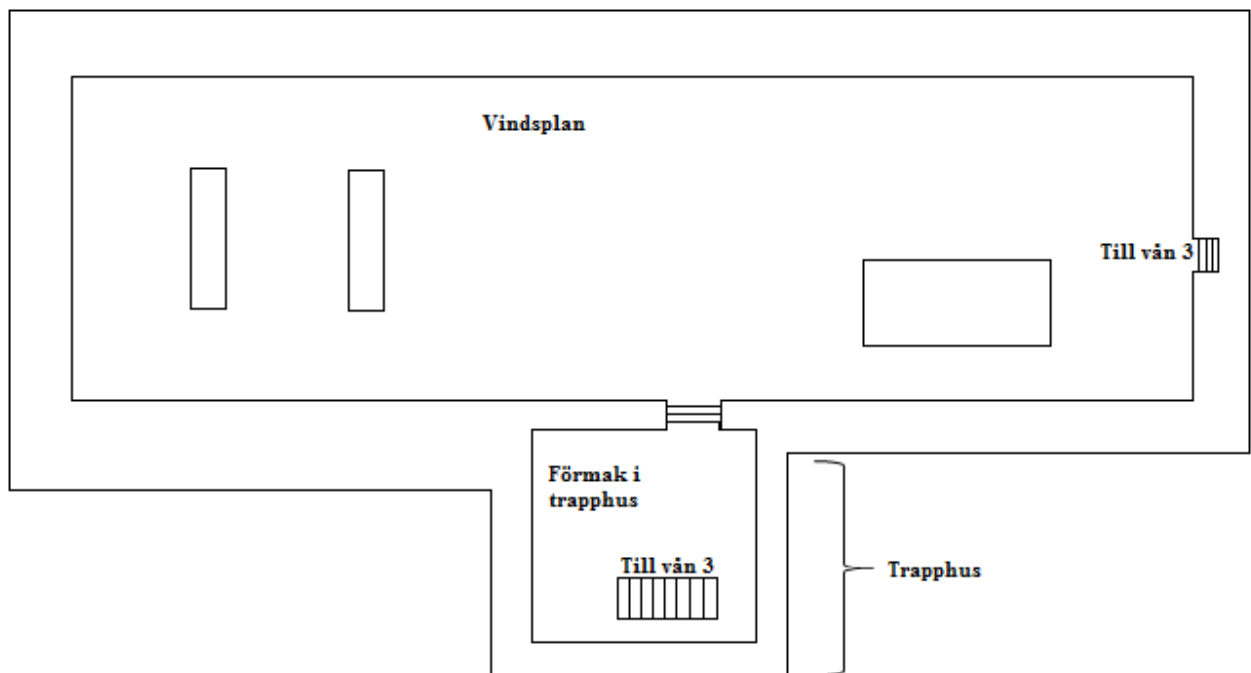 Vindsplan
Till vån 3
Förmak i
trapphus
Till vån 3
Trapphus